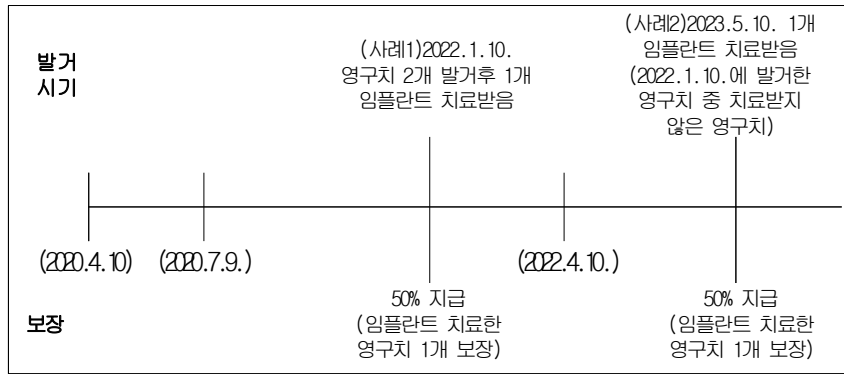 발거
시기
(사례1)2022.1.10.
영구치 2개 발거후 1개
임플란트 치료받음
(사례2)2023.5.10. 1개
임플란트 치료받음
(2022.1.10.에 발거한
영구치 중 치료받지
않은 영구치)
(2020.4.10)
(2020.7.9.)
(2022.4.10.)
보장
50% 지급
(임플란트 치료한
영구치 1개 보장)
50% 지급
(임플란트 치료한
영구치 1개 보장)